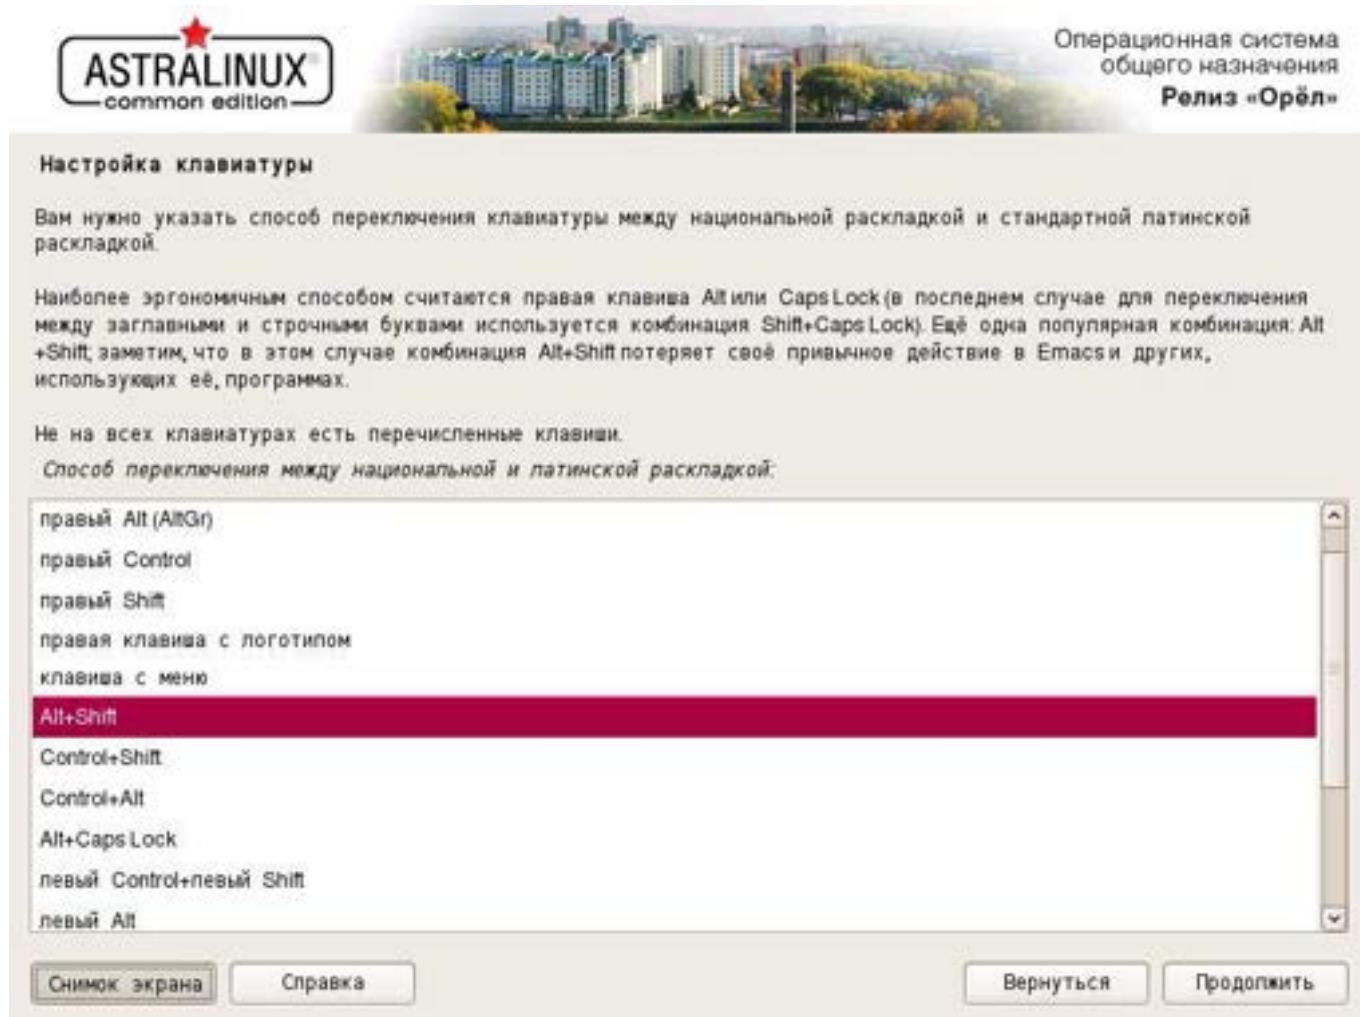 ASTRALINUX®
common edition
Операционная система
общего назначения
Релиз «Орёл»
Настройка клавиатуры
Вам нужно указать способ переключения клавиатуры между национальной раскладкой и стандартной латинской
раскладкой.
Наиболее эргономичным способом считаются правая клавиша Alt или Caps Lock (в последнем случае для переключения
между заглавными и строчными буквами используется комбинация Shift+Caps Lock). Ещё одна популярная комбинация: Alt
+Shift; заметим, что в этом случае комбинация Alt+Shift потеряет своё привычное действие в Emacs и других,
использующих её, программах.
Не на всех клавиатурах есть перечисленные клавиши.
Способ переключения между национальной и латинской раскладкой:
правый Alt (AltGr)
правый Control
правый Shift
правая клавиша с логотипом
клавиша с меню
Alt+Shift
Control+Shift
Control+Alt
Alt+Caps Lock
левый Control+левый Shift
левый Alt
Снимок экрана
Справка
Вернуться
Продолжить